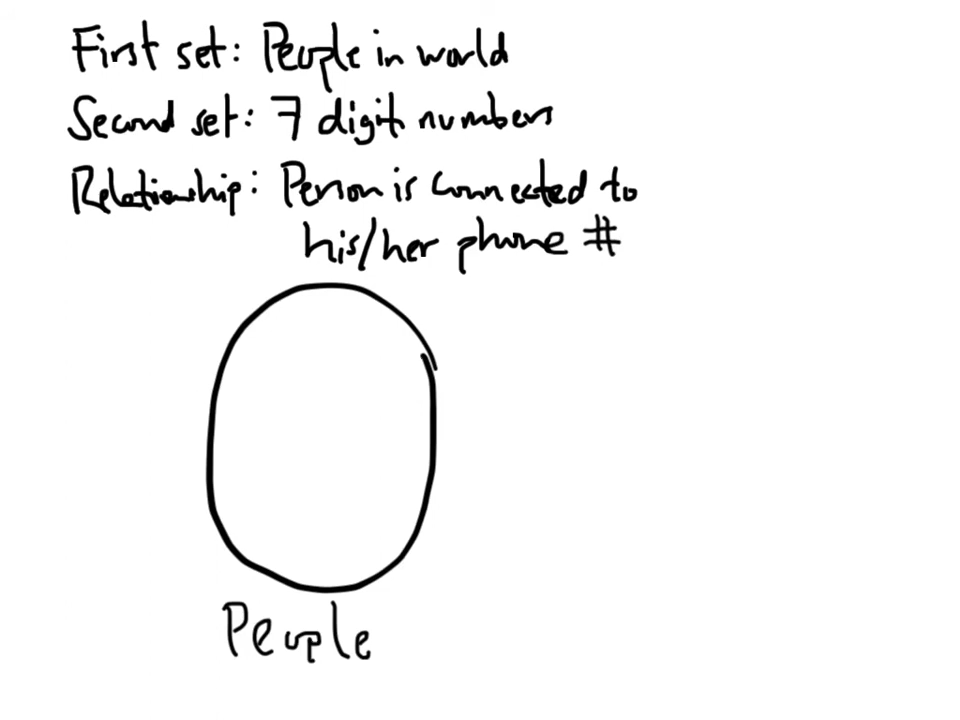 First set: People in world
Second set: 7 digit numbers
Relationship: Person is connected to
his/her phone #
People